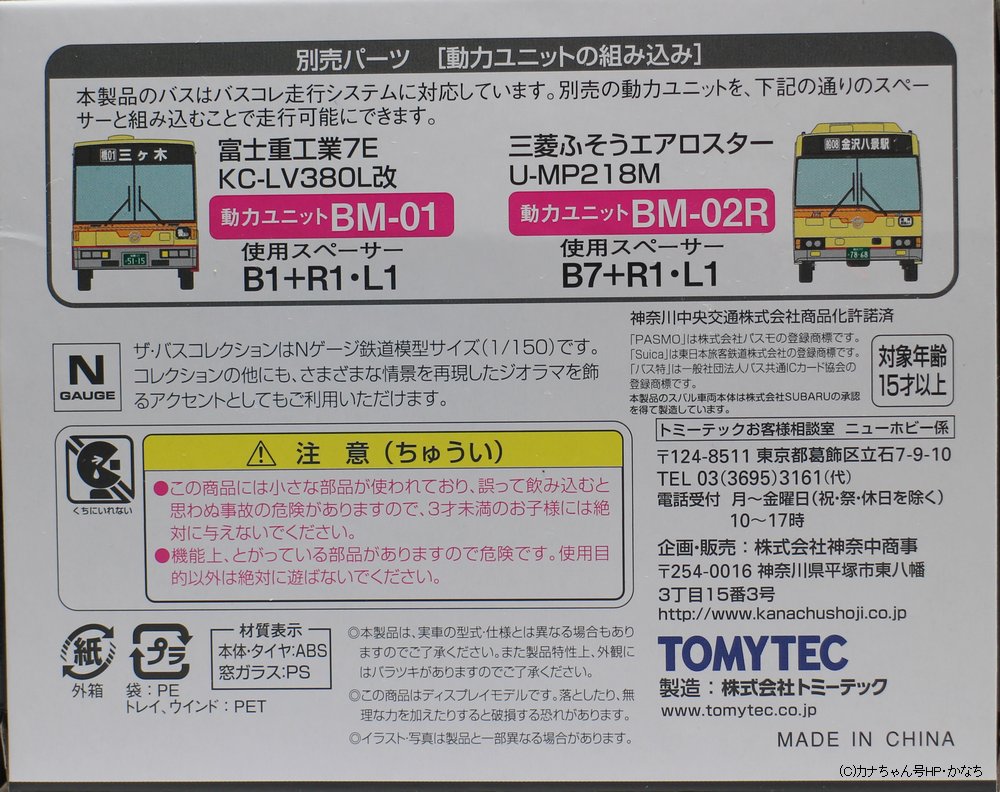 別売パーツ [動力ユニットの組み込み]
本製品のバスはバスコレ走行システムに対応しています。別売の動力ユニットを、下記の通りのスペー
サーと組み込むことで走行可能にできます。
橋01 三ヶ木
51-15
富士重工業7E
KC-LV380L改
動力ユニット BM-01
使用スペーサー
B1+R1・L1
三菱ふそうエアロスター
U-MP218M
動力ユニット BM-02R
使用スペーサー
B7+R1・L1
船08 金沢八景駅
78-68
N
GAUGE
ザ・バスコレクションはNゲージ鉄道模型サイズ(1/150)です。
コレクションの他にも、さまざまな情景を再現したジオラマを飾
るアクセントとしてもご利用いただけます。
神奈川中央交通株式会社商品化許諾済
「PASMO」は株式会社パスモの登録商標です。
「Suica」は東日本旅客鉄道株式会社の登録商標です。
「バス特」は一般社団法人バス共通ICカード協会の
登録商標です。
本製品のスバル車両本体は株式会社SUBARUの承認
を得て製造しています。
対象年齢
15才以上
くちにいれない
注 意 (ちゅうい)
●この商品には小さな部品が使われており、誤って飲み込むと
思わぬ事故の危険がありますので、3才未満のお子様には絶
対に与えないでください。
●機能上、とがっている部品がありますので危険です。使用目
的以外は絶対に遊ばないでください。
トミーテックお客様相談室 ニューホビー係
〒124-8511 東京都葛飾区立石7-9-10
TEL 03(3695)3161(代)
電話受付 月〜金曜日(祝・祭・休日を除く)
10〜17時
企画・販売:株式会社神奈中商事
〒254-0016 神奈川県平塚市東八幡
3丁目15番3号
http://www.kanachushoji.co.jp
TOMYTEC
製造:株式会社トミーテック
www.tomytec.co.jp
MADE IN CHINA
紙
外箱
プラ
袋:PE
トレイ、ウインド:PET
材質表示
本体・タイヤ:ABS
窓ガラス:PS
◎本製品は、実車の型式・仕様とは異なる場合もあり
ますのでご了承ください。また製品特性上、外観に
はバラツキがありますのでご了承ください。
◎この商品はディスプレイモデルです。落としたり、無
理な力を加えたりすると破損する恐れがあります。
◎イラスト・写真は製品と一部異なる場合があります。
(C)カナちゃん号HP・かなち